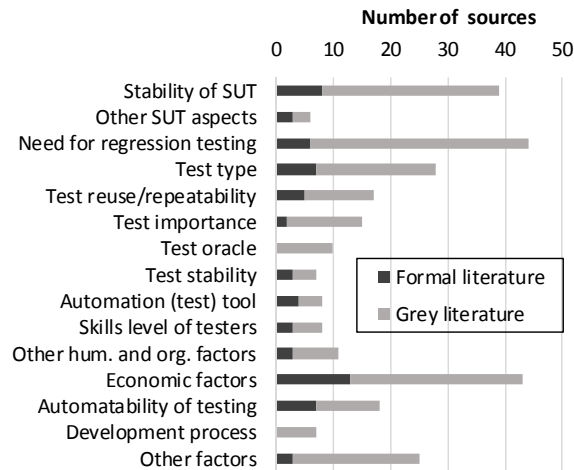 Number of sources
0 10 20 30 40 50
Stability of SUT
Other SUT aspects
Need for regression testing
Test type
Test reuse/repeatability
Test importance
Test oracle
Test stability
Automation (test) tool
Skills level of testers
Other hum. and org. factors
Economic factors
Automatability of testing
Development process
Other factors
Formal literature
Grey literature